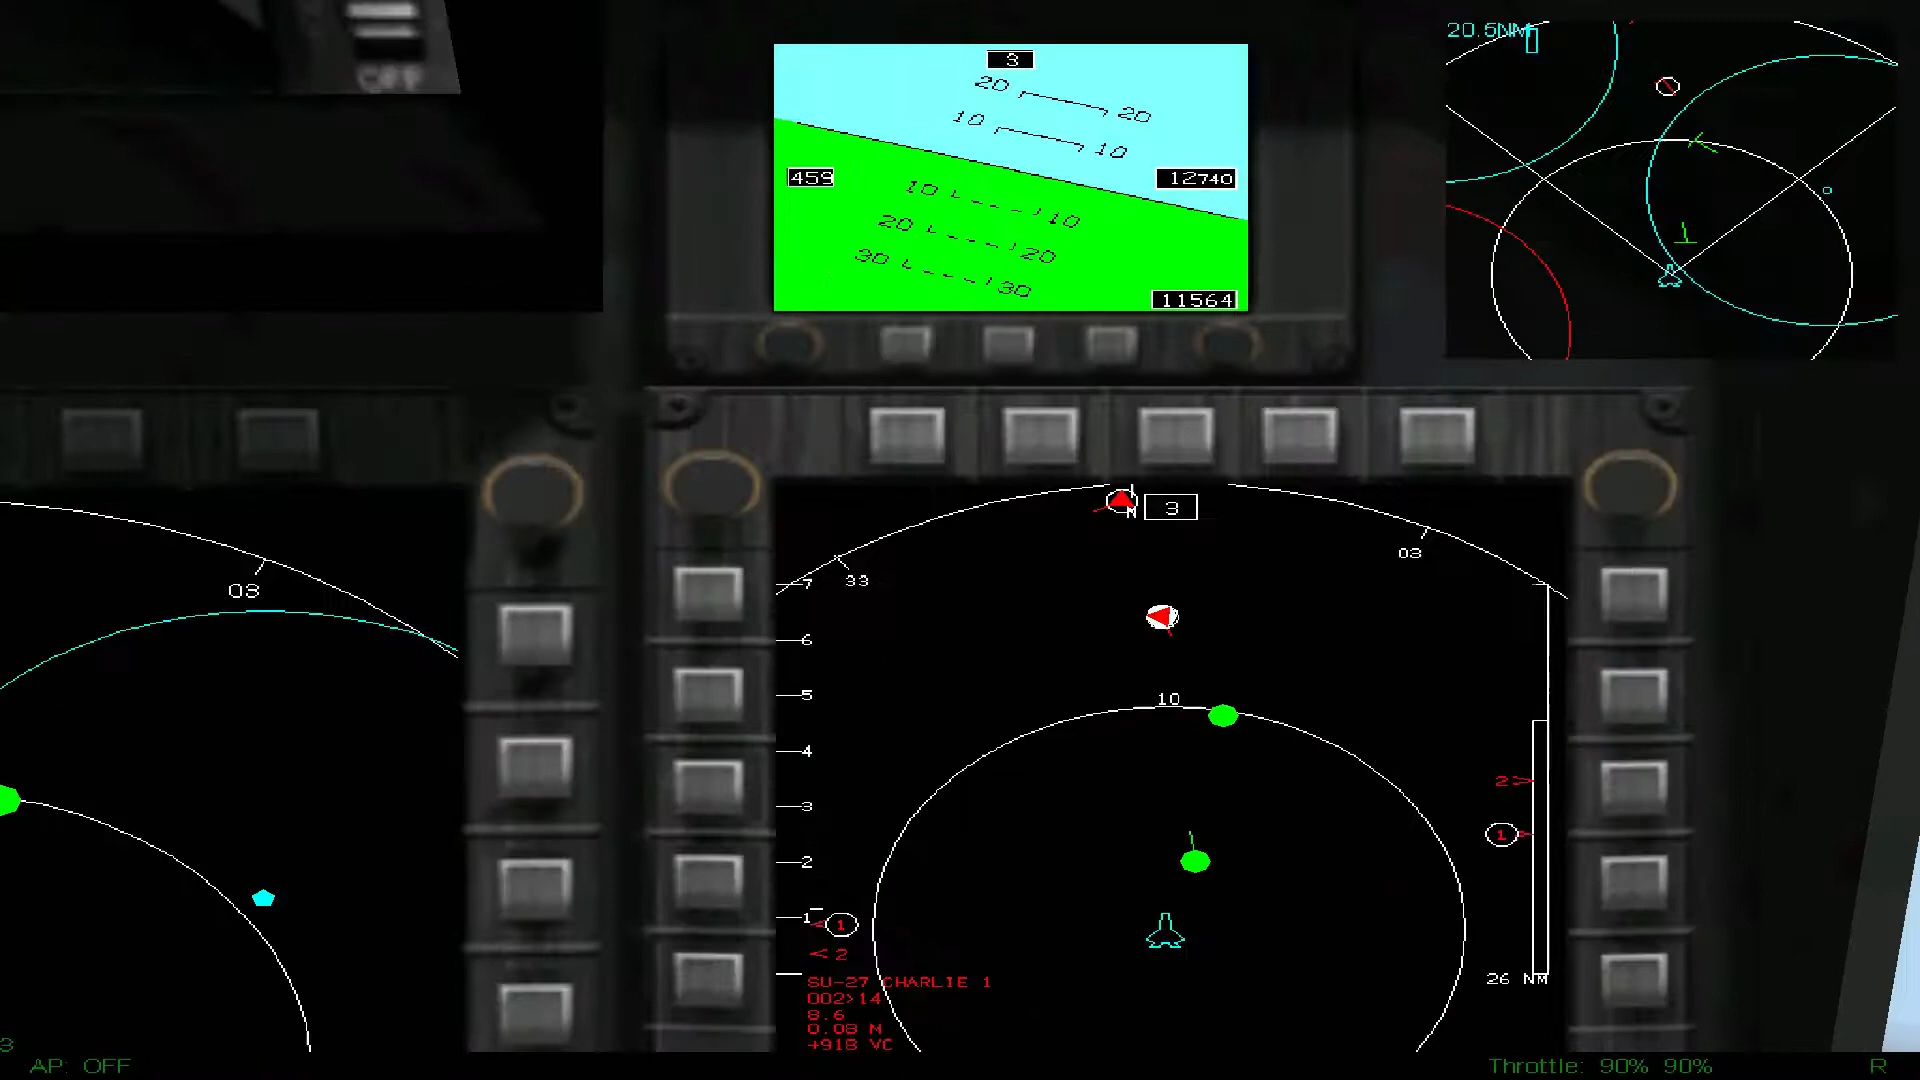 OFF
20.5NM
3
20 20
10 10
459
12740
10 10
20 20
30 30
11564
03
N
3
33
03
7
6
5
4
3
2
1
10
2
1
1
2
26 NM
SU-27 CHARLIE 1
002>14
8.6
0.08 M
+918 VC
3
AP: OFF
Throttle: 90% 90%
R